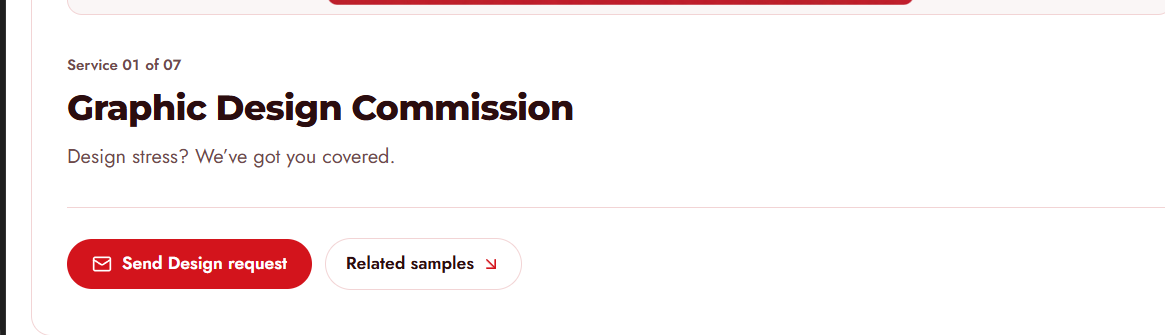 Service 01 of 07
Graphic Design Commission
Design stress? We’ve got you covered.
Send Design request
Related samples